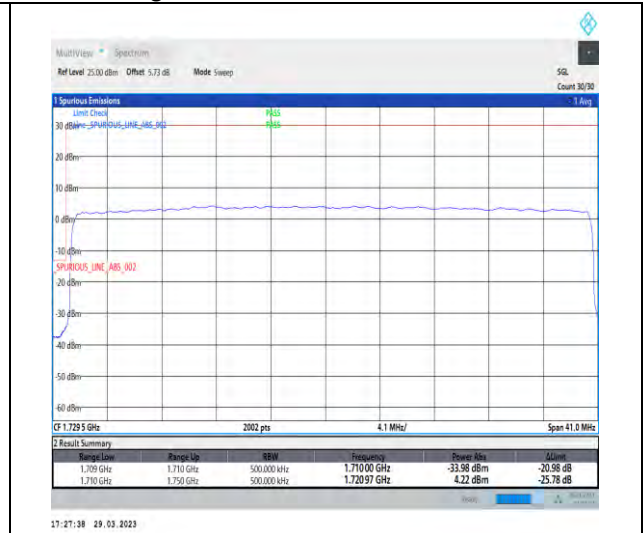 MultiView Spectrum
Ref Level 25.00 dBm Offset 5.73 dB Mode Sweep SGL
Count 30/30
1 Spurious Emissions 1 Avg
Limit Check PASS
30 dBm Line _SPURIOUS_LINE_ABS_002 PASS
20 dBm
10 dBm
0 dBm
-10 dBm
_SPURIOUS_LINE_ABS_002
-20 dBm
-30 dBm
-40 dBm
-50 dBm
-60 dBm
CF 1.729 5 GHz 2002 pts 4.1 MHz/ Span 41.0 MHz
2 Result Summary
Range Low Range Up RBW Frequency Power Abs ΔLimit
1.709 GHz 1.710 GHz 500.000 kHz 1.710 00 GHz -33.98 dBm -20.98 dB
1.710 GHz 1.750 GHz 500.000 kHz 1.720 97 GHz 4.22 dBm -25.78 dB
17:27:38 29.03.2023